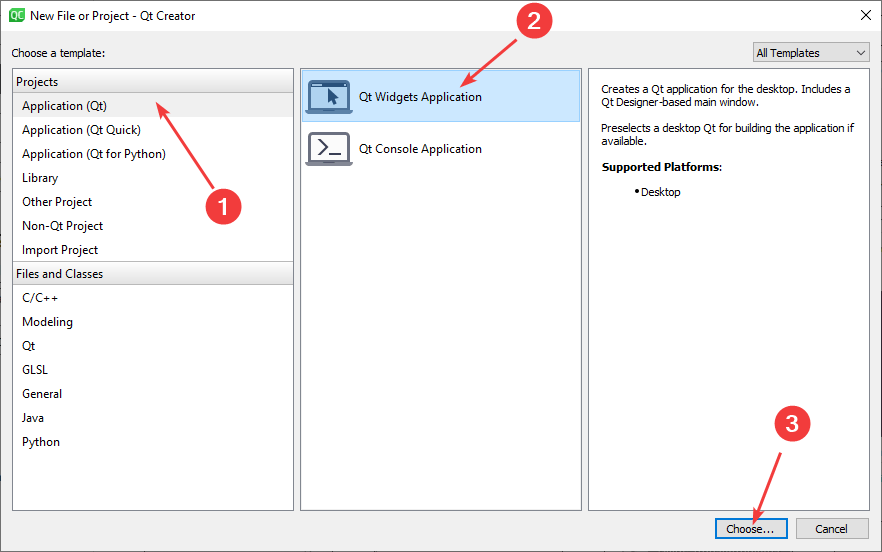 QC New File or Project - Qt Creator
2
Choose a template:
All Templates
Projects
Application (Qt)
Application (Qt Quick)
Application (Qt for Python)
Library
Other Project
Non-Qt Project
Import Project
Files and Classes
C/C++
Modeling
Qt
GLSL
General
Java
Python
1
Qt Widgets Application
>_
Qt Console Application
Creates a Qt application for the desktop. Includes a
Qt Designer-based main window.
Preselects a desktop Qt for building the application if
available.
Supported Platforms:
•Desktop
3
Choose...
Cancel